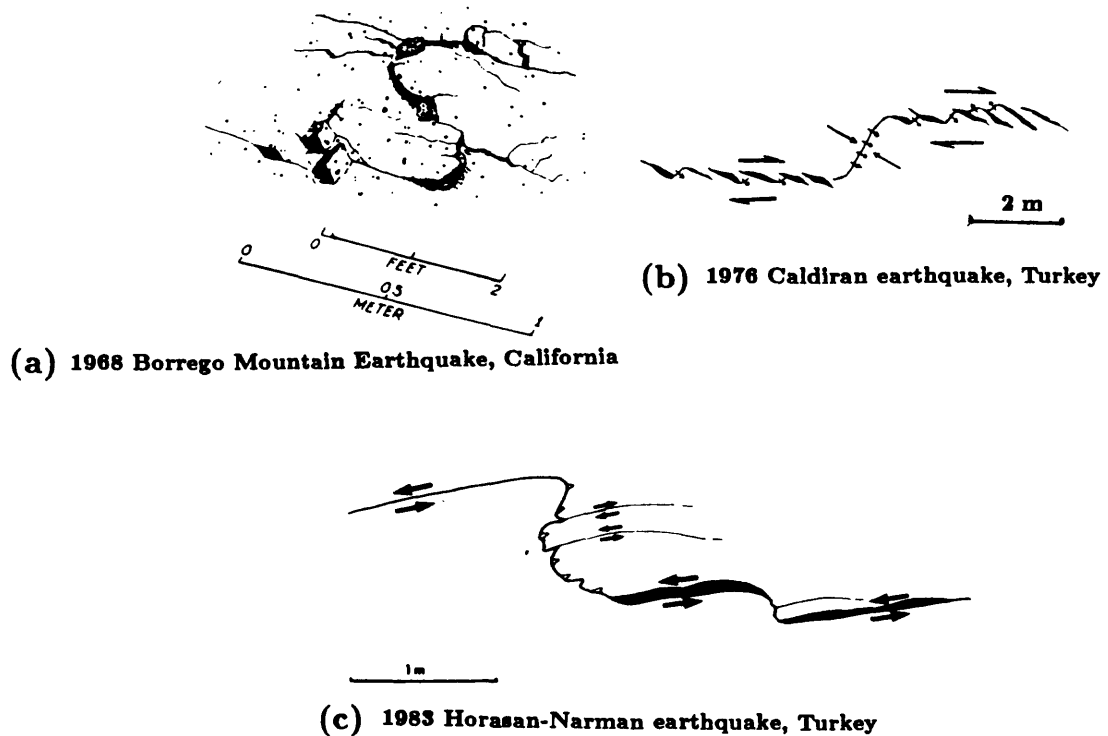 0
FEET
2
0
0.5
METER
1
(a) 1968 Borrego Mountain Earthquake, California
2 m
(b) 1976 Caldiran earthquake, Turkey
1 m
(c) 1983 Horasan-Narman earthquake, Turkey